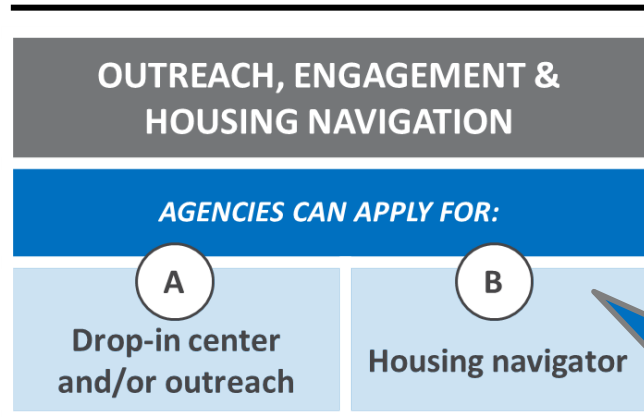 OUTREACH, ENGAGEMENT &
HOUSING NAVIGATION
AGENCIES CAN APPLY FOR:
A
B
Drop-in center
and/or outreach
Housing navigator